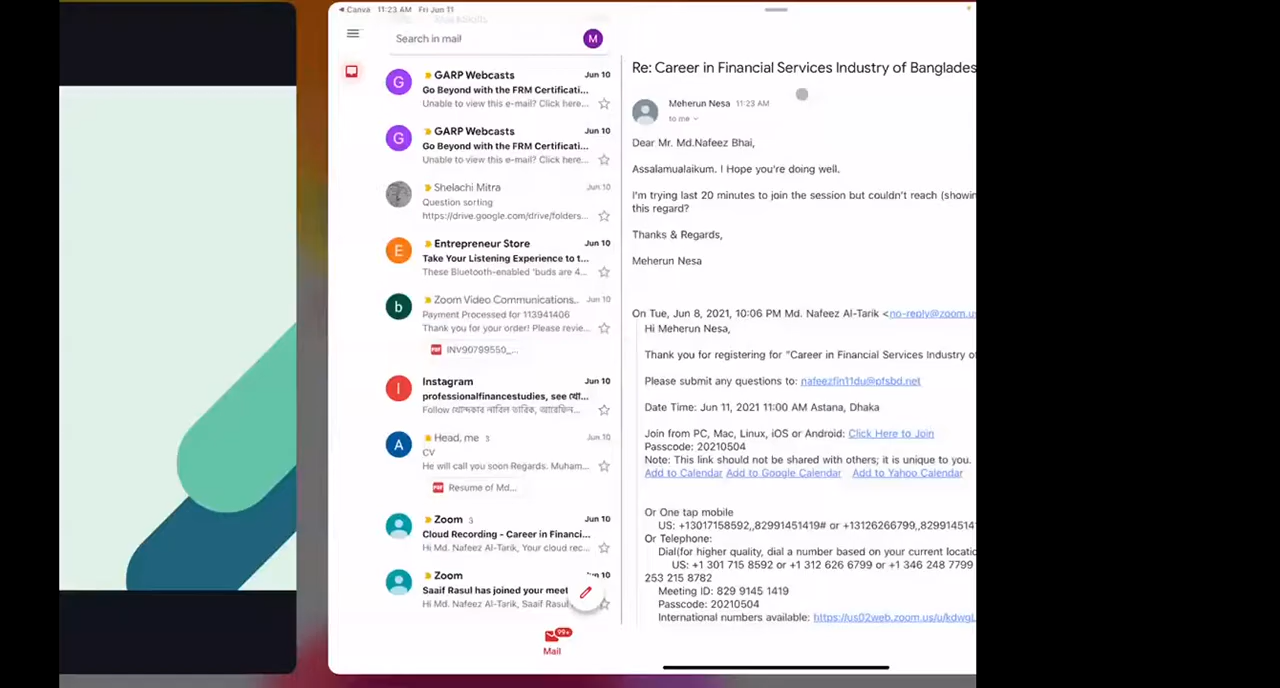 Canva 11:23 AM Fri Jun 11
Search in mail
M
G
GARP Webcasts Jun 10
Go Beyond with the FRM Certificati...
Unable to view this e-mail? Click here...
G
GARP Webcasts Jun 10
Go Beyond with the FRM Certificati...
Unable to view this e-mail? Click here...
Shelachi Mitra Jun 10
Question sorting
https://drive.google.com/drive/folders...
E
Entrepreneur Store Jun 10
Take Your Listening Experience to t...
These Bluetooth-enabled 'buds are 4...
b
Zoom Video Communications.. Jun 10
Payment Processed for 113941406
Thank you for your order! Please revie...
PDF INV90799550_...
I
Instagram Jun 10
professionalfinancestudies, see
Follow খোন্দকার নাবিল তারিক,
A
Head, me 3 Jun 10
CV
He will call you soon Regards. Muham...
PDF Resume of Md...
Zoom 3 Jun 10
Cloud Recording - Career in Financi...
Hi Md. Nafeez Al-Tarik, Your cloud rec...
Zoom Jun 10
Saaif Rasul has joined your meet
Hi Md. Nafeez Al-Tarik, Saaif Rasul
99+
Mail
Re: Career in Financial Services Industry of Banglades
Meherun Nesa 11:23 AM
to me
Dear Mr. Md.Nafeez Bhai,
Assalamualaikum. I Hope you're doing well.
I'm trying last 20 minutes to join the session but couldn't reach (showin
this regard?
Thanks & Regards,
Meherun Nesa
On Tue, Jun 8, 2021, 10:06 PM Md. Nafeez Al-Tarik <no-reply@zoom.us
Hi Meherun Nesa,
Thank you for registering for "Career in Financial Services Industry o
Please submit any questions to: nafeezfin11du@pfsbd.net
Date Time: Jun 11, 2021 11:00 AM Astana, Dhaka
Join from PC, Mac, Linux, iOS or Android: Click Here to Join
Passcode: 20210504
Note: This link should not be shared with others; it is unique to you.
Add to Calendar Add to Google Calendar Add to Yahoo Calendar
Or One tap mobile
US: +13017158592,,82991451419# or +13126266799,,829914514
Or Telephone:
Dial(for higher quality, dial a number based on your current locatio
US: +1 301 715 8592 or +1 312 626 6799 or +1 346 248 7799
253 215 8782
Meeting ID: 829 9145 1419
Passcode: 20210504
International numbers available: https://us02web.zoom.us/u/kdwgL